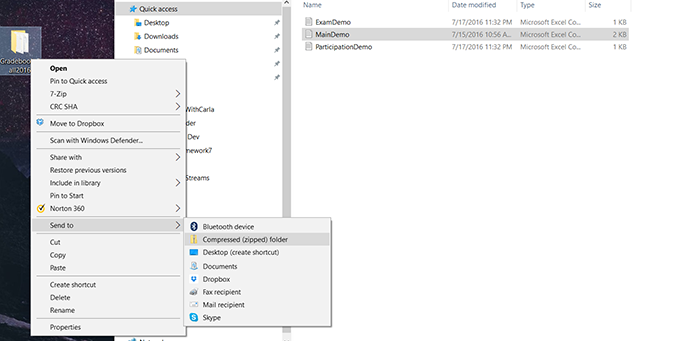 Quick access
Desktop
Downloads
Documents
WithCarla
der
Dev
mework7
Streams
Name
Date modified
Type
Size
ExamDemo
7/17/2016 11:32 PM
Microsoft Excel Co...
1 KB
MainDemo
7/15/2016 10:56 A...
Microsoft Excel Co...
2 KB
ParticipationDemo
7/17/2016 11:32 PM
Microsoft Excel Co...
1 KB
Gradeboo
all2016
Open
Pin to Quick access
7-Zip
CRC SHA
Move to Dropbox
Scan with Windows Defender...
Share with
Restore previous versions
Include in library
Pin to Start
Norton 360
Send to
Cut
Copy
Paste
Create shortcut
Delete
Rename
Properties
Bluetooth device
Compressed (zipped) folder
Desktop (create shortcut)
Documents
Dropbox
Fax recipient
Mail recipient
Skype